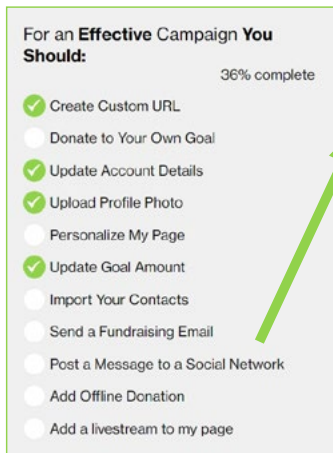 For an Effective Campaign You
Should:
36% complete
Create Custom URL
Donate to Your Own Goal
Update Account Details
Upload Profile Photo
Personalize My Page
Update Goal Amount
Import Your Contacts
Send a Fundraising Email
Post a Message to a Social Network
Add Offline Donation
Add a livestream to my page